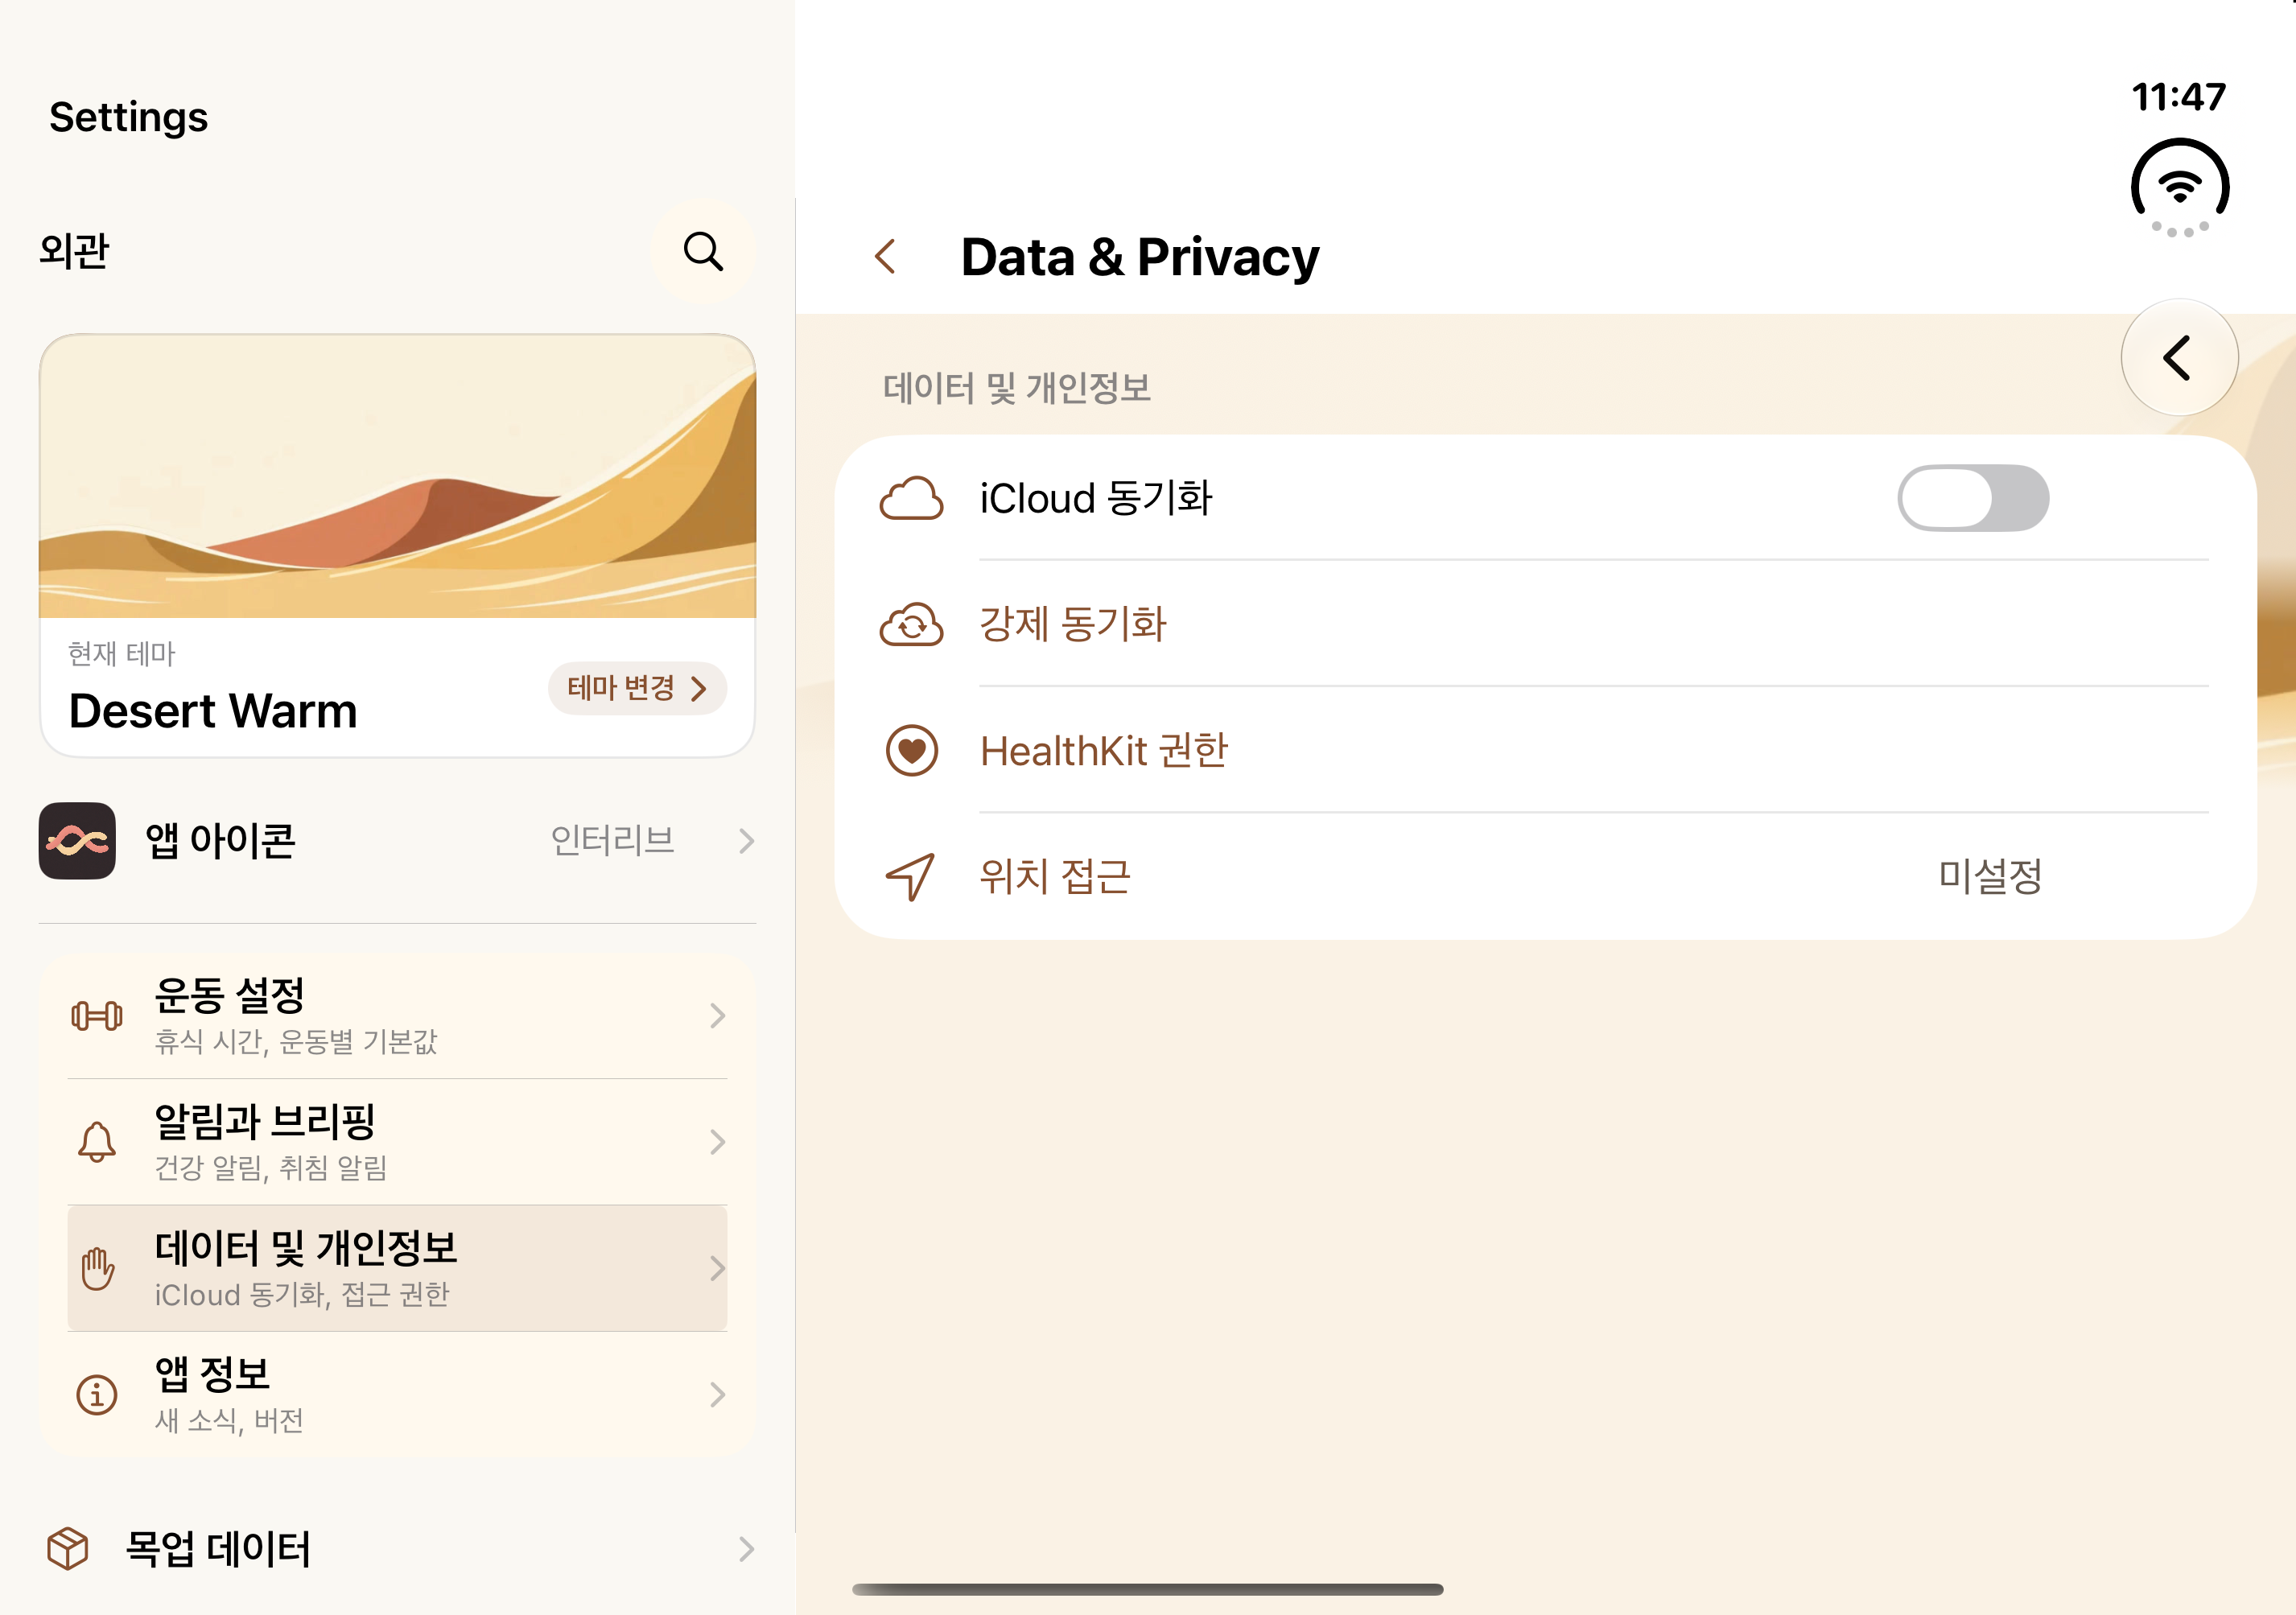 Settings
외관
현재 테마
Desert Warm
테마 변경
앱 아이콘
인터리브
운동 설정
휴식 시간, 운동별 기본값
알림과 브리핑
건강 알림, 취침 알림
데이터 및 개인정보
iCloud 동기화, 접근 권한
앱 정보
새 소식, 버전
목업 데이터
11:47
Data & Privacy
데이터 및 개인정보
iCloud 동기화
강제 동기화
HealthKit 권한
위치 접근
미설정